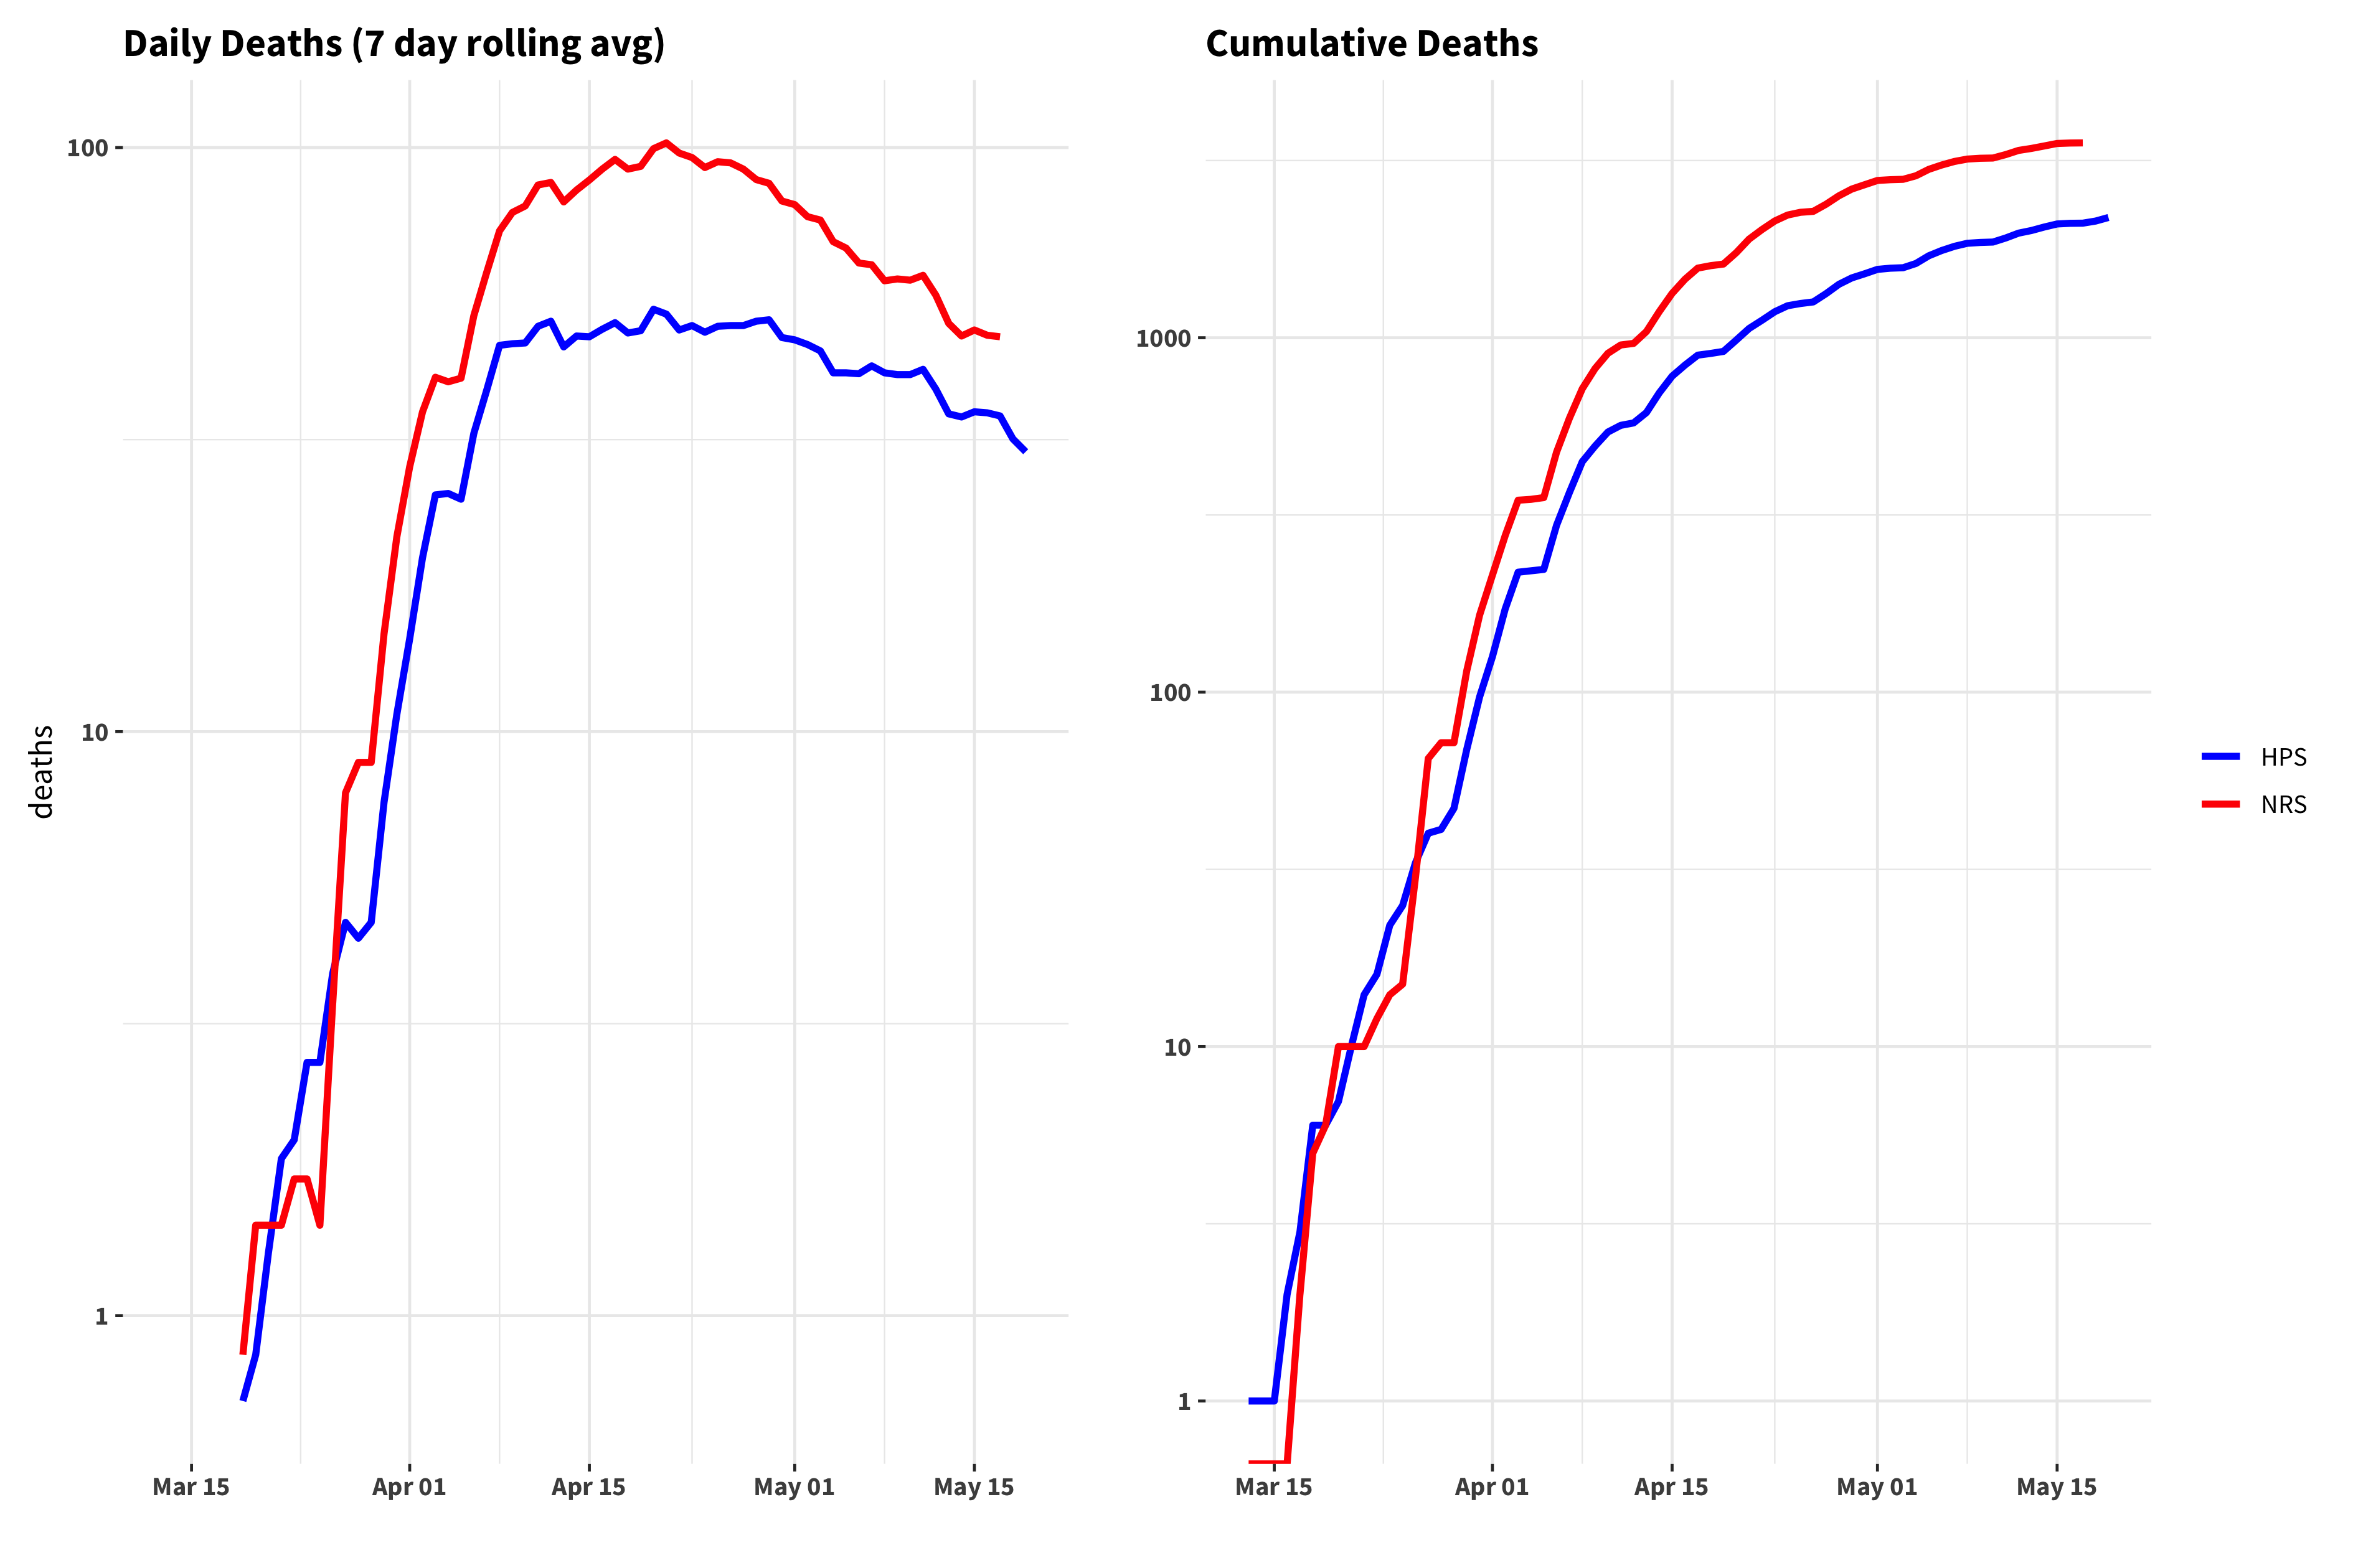 Daily Deaths (7 day rolling avg)
deaths
100
10
1
Mar 15
Apr 01
Apr 15
May 01
May 15
Cumulative Deaths
1000
100
10
1
Mar 15
Apr 01
Apr 15
May 01
May 15
HPS
NRS